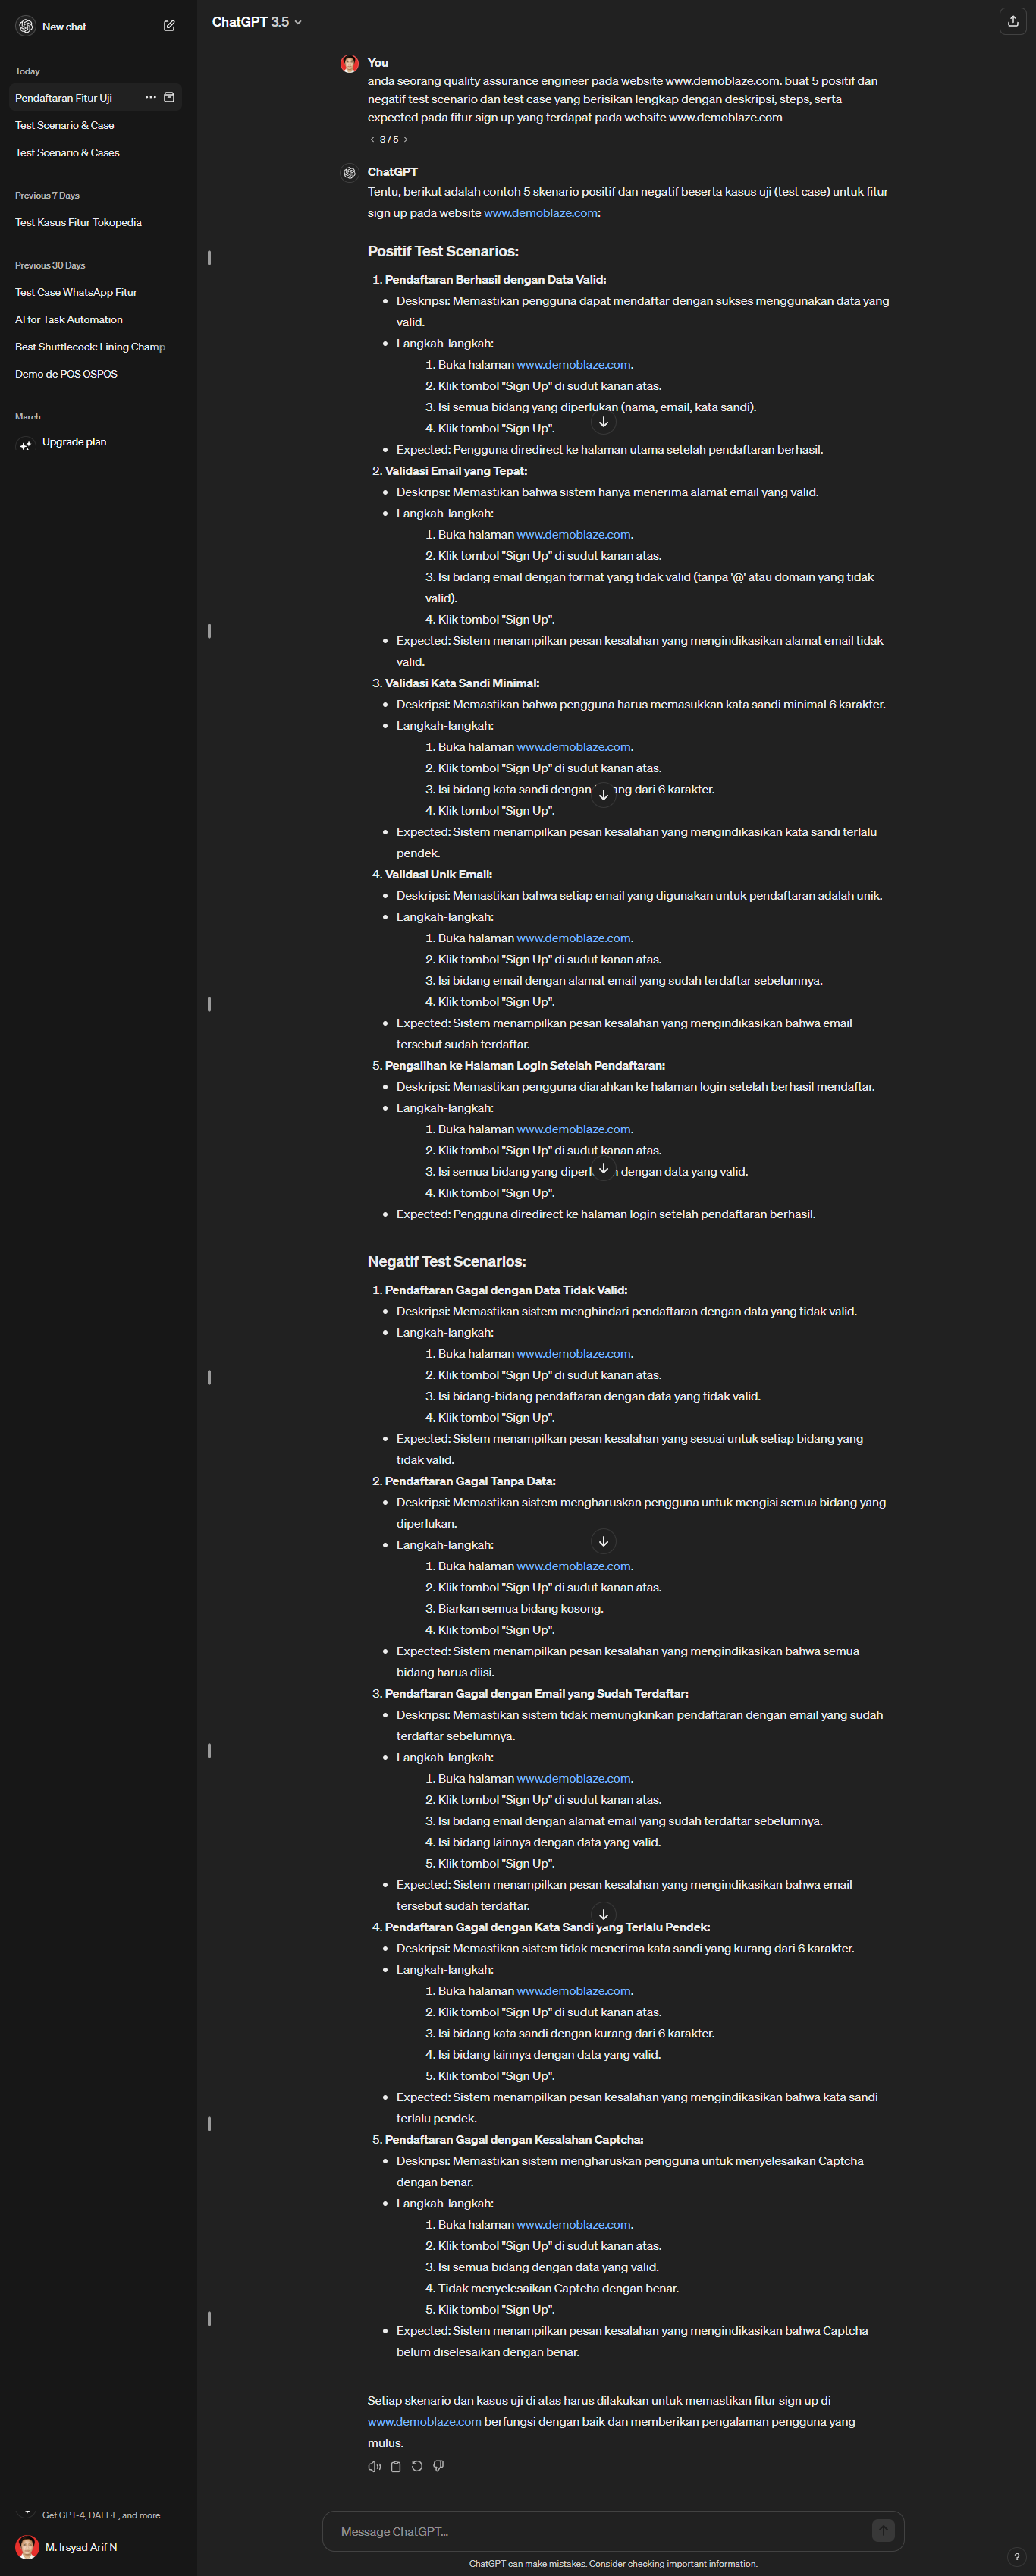 New chat
Today
Pendaftaran Fitur Uji
Test Scenario & Case
Test Scenario & Cases
Previous 7 Days
Test Kasus Fitur Tokopedia
Previous 30 Days
Test Case WhatsApp Fitur
AI for Task Automation
Best Shuttlecock: Lining Champ
Demo de POS OSPOS
March
Upgrade plan
Get GPT-4, DALL·E, and more
M. Irsyad Arif N
ChatGPT 3.5
You
anda seorang quality assurance engineer pada website www.demoblaze.com. buat 5 positif dan
negatif test scenario dan test case yang berisikan lengkap dengan deskripsi, steps, serta
expected pada fitur sign up yang terdapat pada website www.demoblaze.com
3 / 5
ChatGPT
Tentu, berikut adalah contoh 5 skenario positif dan negatif beserta kasus uji (test case) untuk fitur
sign up pada website www.demoblaze.com:
Positif Test Scenarios:
1. Pendaftaran Berhasil dengan Data Valid:
• Deskripsi: Memastikan pengguna dapat mendaftar dengan sukses menggunakan data yang
valid.
• Langkah-langkah:
1. Buka halaman www.demoblaze.com.
2. Klik tombol "Sign Up" di sudut kanan atas.
3. Isi semua bidang yang diperlukan (nama, email, kata sandi).
4. Klik tombol "Sign Up".
• Expected: Pengguna diredirect ke halaman utama setelah pendaftaran berhasil.
2. Validasi Email yang Tepat:
• Deskripsi: Memastikan bahwa sistem hanya menerima alamat email yang valid.
• Langkah-langkah:
1. Buka halaman www.demoblaze.com.
2. Klik tombol "Sign Up" di sudut kanan atas.
3. Isi bidang email dengan format yang tidak valid (tanpa '@' atau domain yang tidak
valid).
4. Klik tombol "Sign Up".
• Expected: Sistem menampilkan pesan kesalahan yang mengindikasikan alamat email tidak
valid.
3. Validasi Kata Sandi Minimal:
• Deskripsi: Memastikan bahwa pengguna harus memasukkan kata sandi minimal 6 karakter.
• Langkah-langkah:
1. Buka halaman www.demoblaze.com.
2. Klik tombol "Sign Up" di sudut kanan atas.
3. Isi bidang kata sandi dengan dari 6 karakter.
4. Klik tombol "Sign Up".
• Expected: Sistem menampilkan pesan kesalahan yang mengindikasikan kata sandi terlalu
pendek.
4. Validasi Unik Email:
• Deskripsi: Memastikan bahwa setiap email yang digunakan untuk pendaftaran adalah unik.
• Langkah-langkah:
1. Buka halaman www.demoblaze.com.
2. Klik tombol "Sign Up" di sudut kanan atas.
3. Isi bidang email dengan alamat email yang sudah terdaftar sebelumnya.
4. Klik tombol "Sign Up".
• Expected: Sistem menampilkan pesan kesalahan yang mengindikasikan bahwa email
tersebut sudah terdaftar.
5. Pengalihan ke Halaman Login Setelah Pendaftaran:
• Deskripsi: Memastikan pengguna diarahkan ke halaman login setelah berhasil mendaftar.
• Langkah-langkah:
1. Buka halaman www.demoblaze.com.
2. Klik tombol "Sign Up" di sudut kanan atas.
3. Isi semua bidang yang dengan data yang valid.
4. Klik tombol "Sign Up".
• Expected: Pengguna diredirect ke halaman login setelah pendaftaran berhasil.
Negatif Test Scenarios:
1. Pendaftaran Gagal dengan Data Tidak Valid:
• Deskripsi: Memastikan sistem menghindari pendaftaran dengan data yang tidak valid.
• Langkah-langkah:
1. Buka halaman www.demoblaze.com.
2. Klik tombol "Sign Up" di sudut kanan atas.
3. Isi bidang-bidang pendaftaran dengan data yang tidak valid.
4. Klik tombol "Sign Up".
• Expected: Sistem menampilkan pesan kesalahan yang sesuai untuk setiap bidang yang
tidak valid.
2. Pendaftaran Gagal Tanpa Data:
• Deskripsi: Memastikan sistem mengharuskan pengguna untuk mengisi semua bidang yang
diperlukan.
• Langkah-langkah:
1. Buka halaman www.demoblaze.com.
2. Klik tombol "Sign Up" di sudut kanan atas.
3. Biarkan semua bidang kosong.
4. Klik tombol "Sign Up".
• Expected: Sistem menampilkan pesan kesalahan yang mengindikasikan bahwa semua
bidang harus diisi.
3. Pendaftaran Gagal dengan Email yang Sudah Terdaftar:
• Deskripsi: Memastikan sistem tidak memungkinkan pendaftaran dengan email yang sudah
terdaftar sebelumnya.
• Langkah-langkah:
1. Buka halaman www.demoblaze.com.
2. Klik tombol "Sign Up" di sudut kanan atas.
3. Isi bidang email dengan alamat email yang sudah terdaftar sebelumnya.
4. Isi bidang lainnya dengan data yang valid.
5. Klik tombol "Sign Up".
• Expected: Sistem menampilkan pesan kesalahan yang mengindikasikan bahwa email
tersebut sudah terdaftar.
4. Pendaftaran Gagal dengan Kata Sandi yang Terlalu Pendek:
• Deskripsi: Memastikan sistem tidak menerima kata sandi yang kurang dari 6 karakter.
• Langkah-langkah:
1. Buka halaman www.demoblaze.com.
2. Klik tombol "Sign Up" di sudut kanan atas.
3. Isi bidang kata sandi dengan kurang dari 6 karakter.
4. Isi bidang lainnya dengan data yang valid.
5. Klik tombol "Sign Up".
• Expected: Sistem menampilkan pesan kesalahan yang mengindikasikan bahwa kata sandi
terlalu pendek.
5. Pendaftaran Gagal dengan Kesalahan Captcha:
• Deskripsi: Memastikan sistem mengharuskan pengguna untuk menyelesaikan Captcha
dengan benar.
• Langkah-langkah:
1. Buka halaman www.demoblaze.com.
2. Klik tombol "Sign Up" di sudut kanan atas.
3. Isi semua bidang dengan data yang valid.
4. Tidak menyelesaikan Captcha dengan benar.
5. Klik tombol "Sign Up".
• Expected: Sistem menampilkan pesan kesalahan yang mengindikasikan bahwa Captcha
belum diselesaikan dengan benar.
Setiap skenario dan kasus uji di atas harus dilakukan untuk memastikan fitur sign up di
www.demoblaze.com berfungsi dengan baik dan memberikan pengalaman pengguna yang
mulus.
Message ChatGPT...
ChatGPT can make mistakes. Consider checking important information.
?